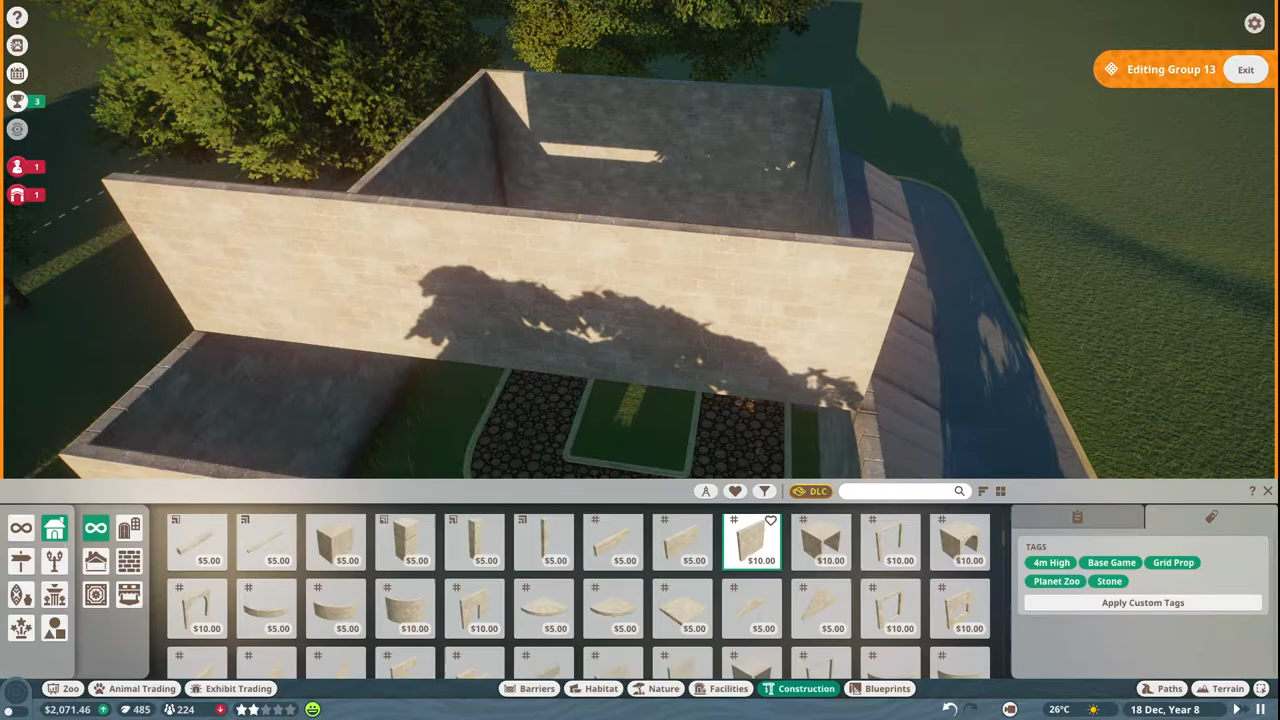 ?
Editing Group 13
Exit
3
1
1
DLC
? ×
$5.00 $5.00 $5.00 $5.00 $5.00 $5.00 $5.00 $5.00 $10.00 $10.00 $10.00 $10.00
TAGS
4m High Base Game Grid Prop
Planet Zoo Stone
Apply Custom Tags
$10.00 $5.00 $5.00 $10.00 $10.00 $5.00 $5.00 $5.00 $5.00 $5.00 $10.00 $10.00
Zoo Animal Trading Exhibit Trading Barriers Habitat Nature Facilities Construction Blueprints Paths Terrain
$2,071.46 485 224 26°C 18 Dec, Year 8